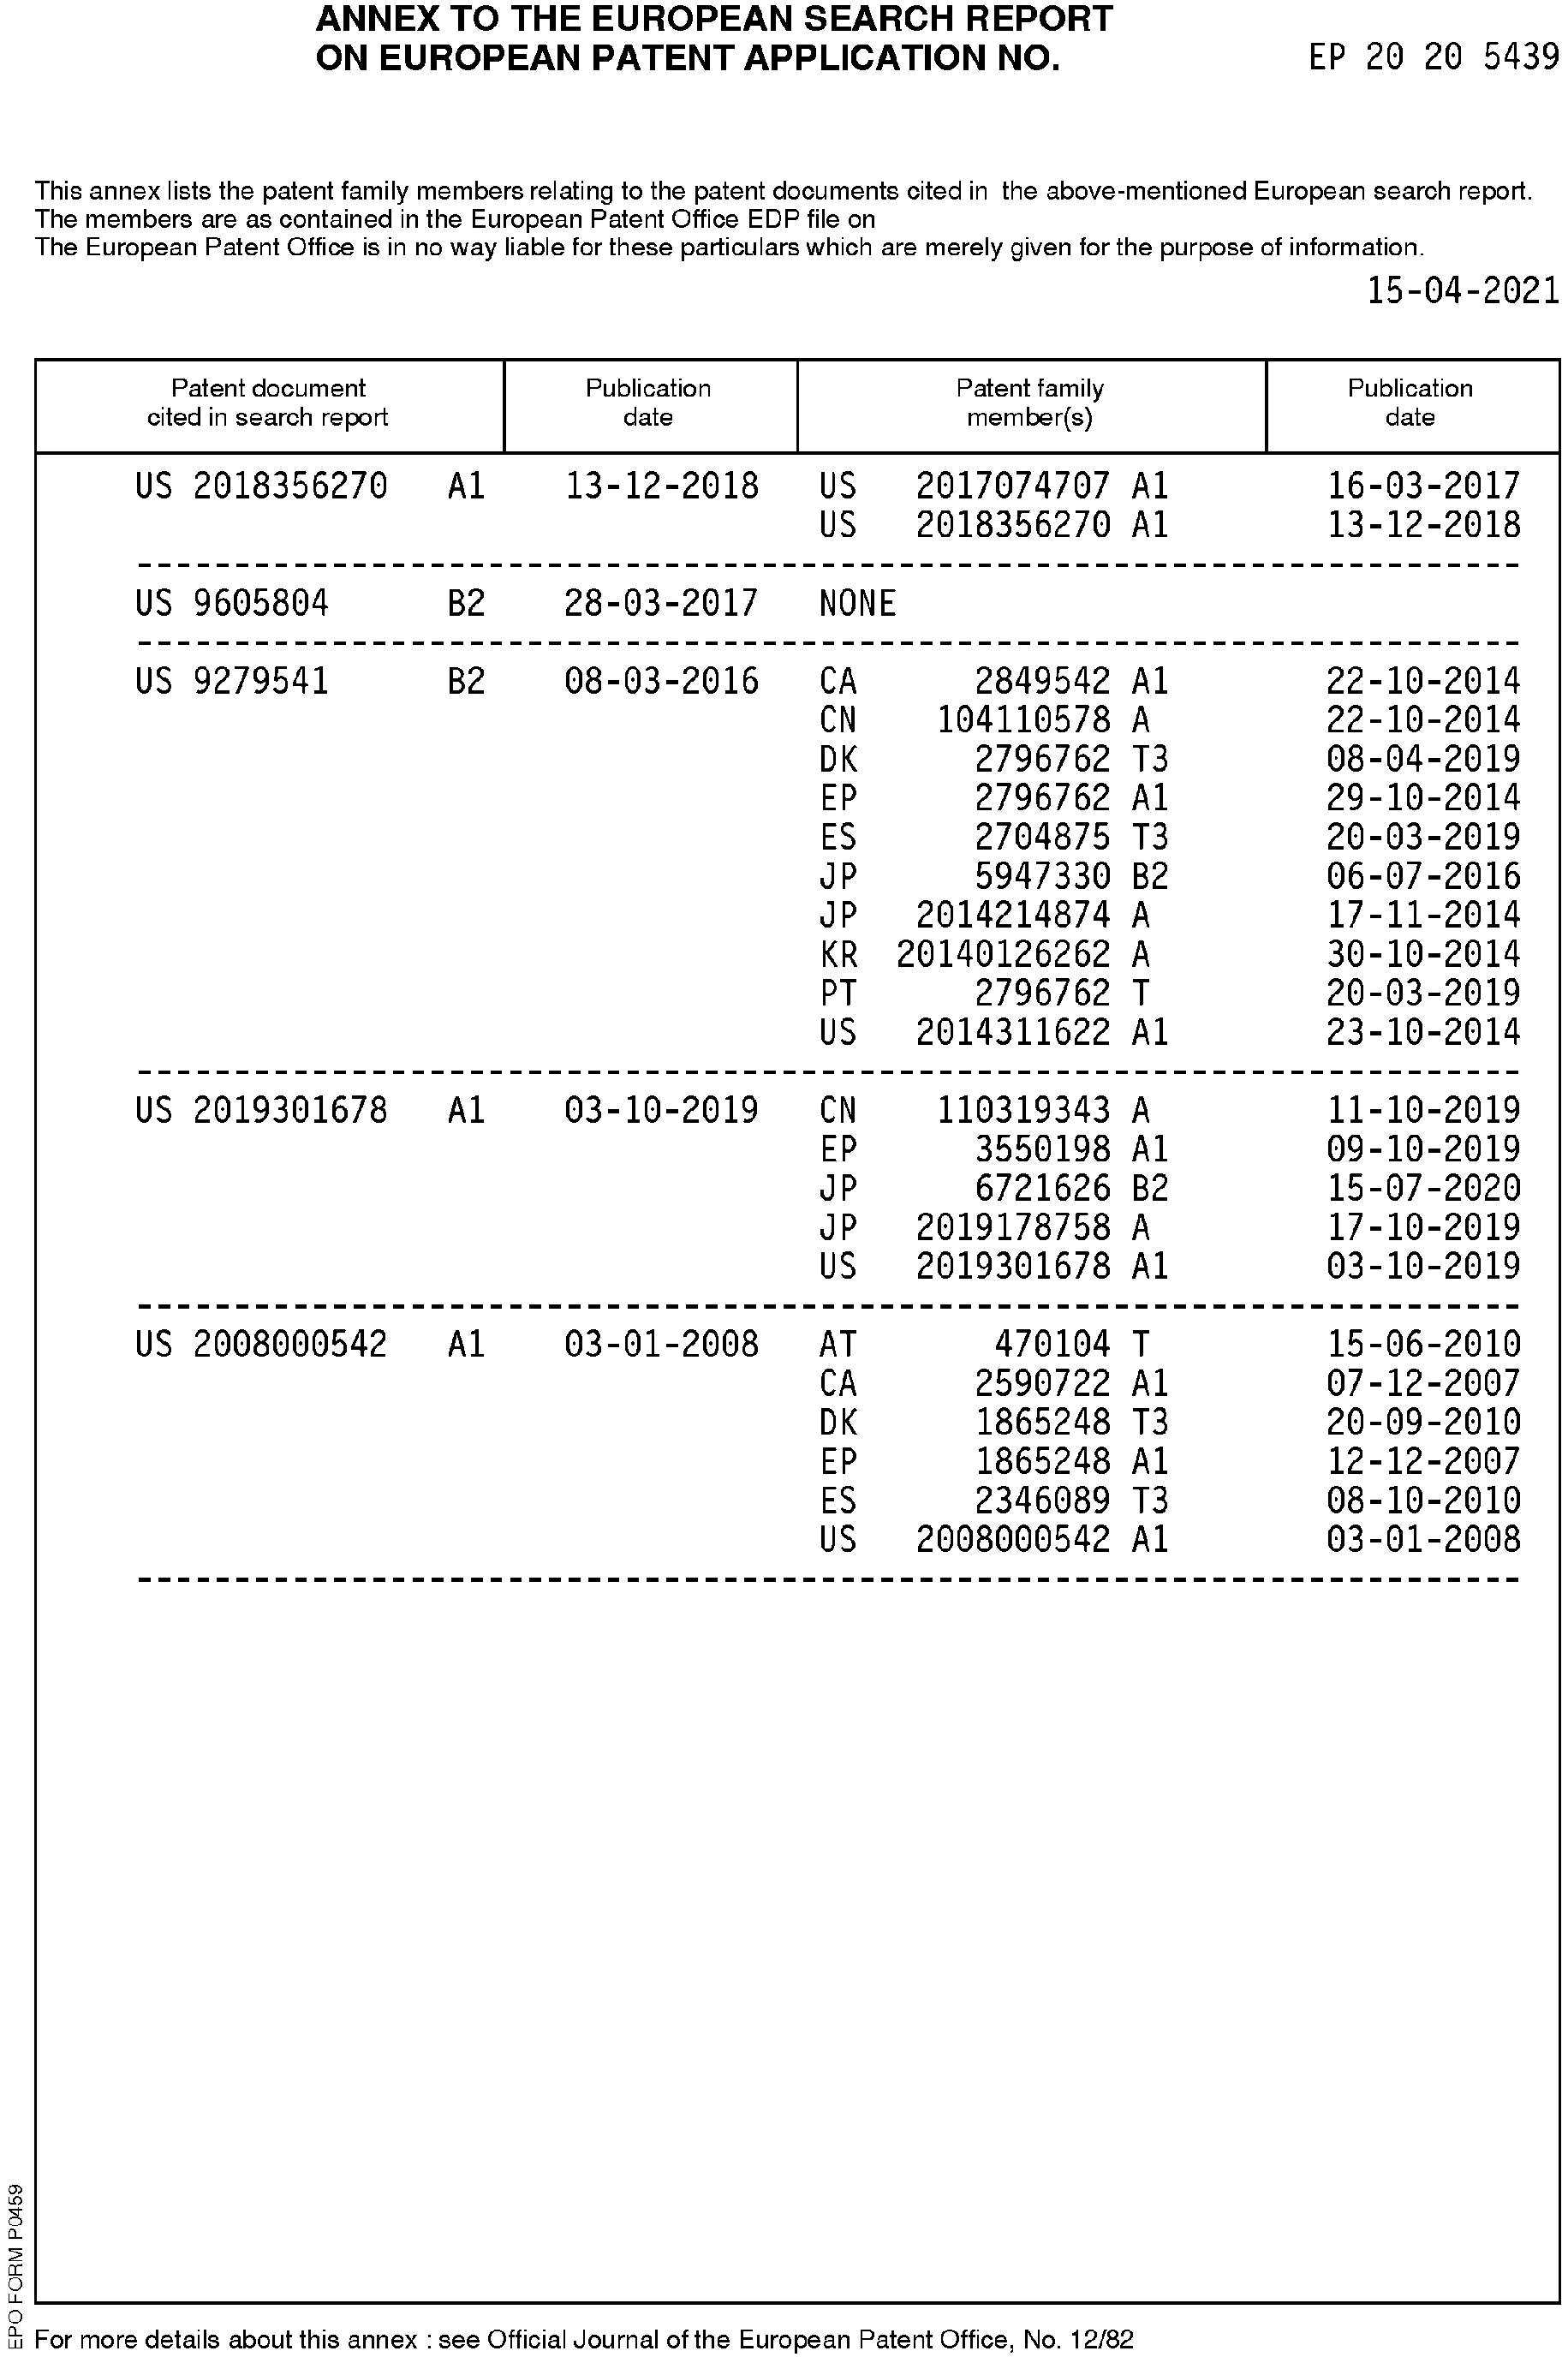 ANNEX TO THE EUROPEAN SEARCH REPORT
ON EUROPEAN PATENT APPLICATION NO. EP 20 20 5439
This annex lists the patent family members relating to the patent documents cited in the above-mentioned European search report.
The members are as contained in the European Patent Office EDP file on
The European Patent Office is in no way liable for these particulars which are merely given for the purpose of information.
15-04-2021
Patent document Publication Patent family Publication
cited in search report date member(s) date
US 2018356270 A1 13-12-2018 US 2017074707 A1 16-03-2017
US 2018356270 A1 13-12-2018
US 9605804 B2 28-03-2017 NONE
US 9279541 B2 08-03-2016 CA 2849542 A1 22-10-2014
CN 104110578 A 22-10-2014
DK 2796762 T3 08-04-2019
EP 2796762 A1 29-10-2014
ES 2704875 T3 20-03-2019
JP 5947330 B2 06-07-2016
JP 2014214874 A 17-11-2014
KR 20140126262 A 30-10-2014
PT 2796762 T 20-03-2019
US 2014311622 A1 23-10-2014
US 2019301678 A1 03-10-2019 CN 110319343 A 11-10-2019
EP 3550198 A1 09-10-2019
JP 6721626 B2 15-07-2020
JP 2019178758 A 17-10-2019
US 2019301678 A1 03-10-2019
US 2008000542 A1 03-01-2008 AT 470104 T 15-06-2010
CA 2590722 A1 07-12-2007
DK 1865248 T3 20-09-2010
EP 1865248 A1 12-12-2007
ES 2346089 T3 08-10-2010
US 2008000542 A1 03-01-2008
EPO FORM P0459
For more details about this annex : see Official Journal of the European Patent Office, No. 12/82